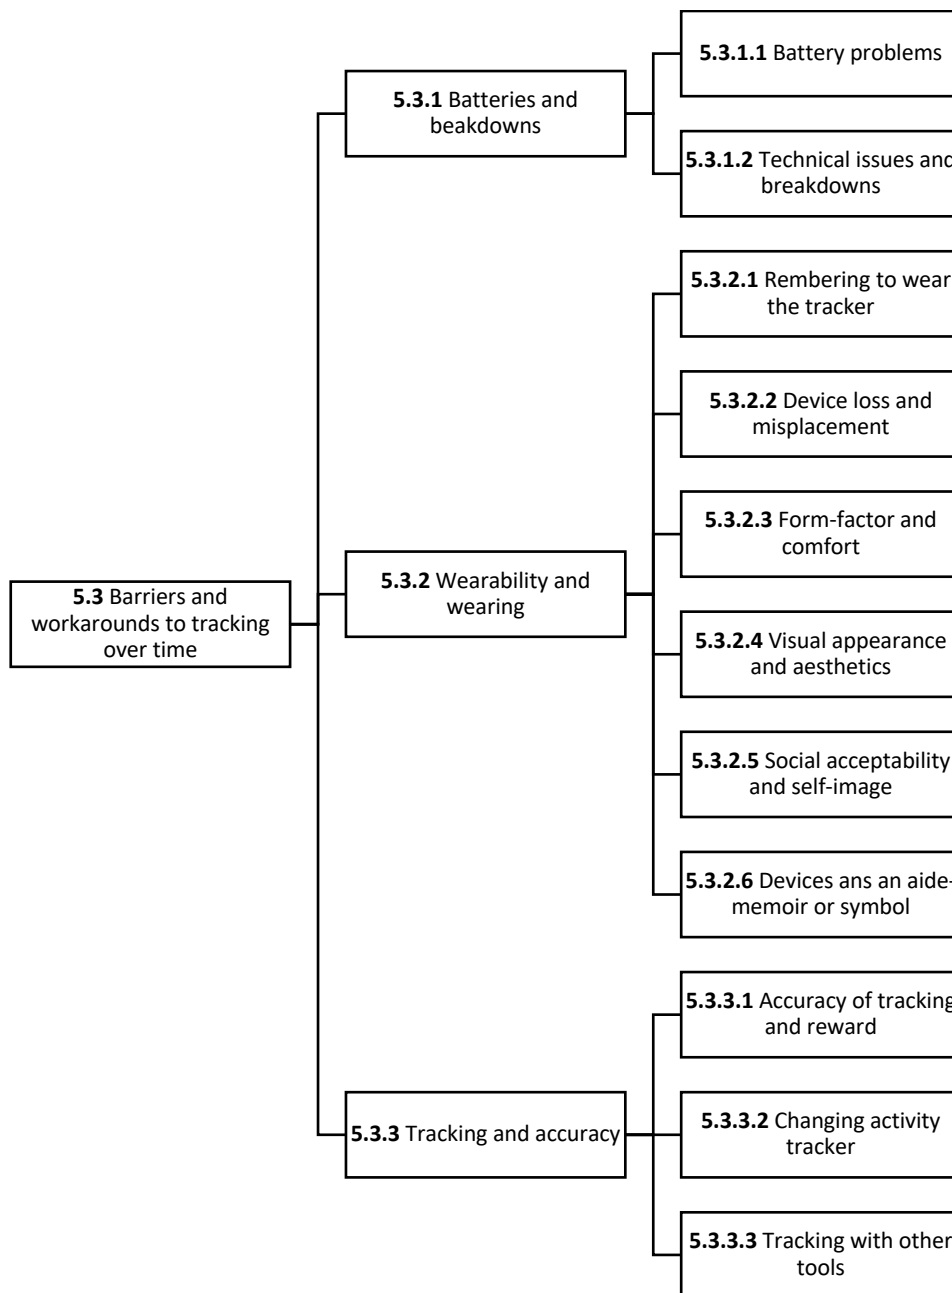 5.3.1.1 Battery problems
5.3.1 Batteries and
beakdowns
5.3.1.2 Technical issues and
breakdowns
5.3.2.1 Rembering to wear
the tracker
5.3.2.2 Device loss and
misplacement
5.3.2.3 Form-factor and
comfort
5.3 Barriers and
workarounds to tracking
over time
5.3.2 Wearability and
wearing
5.3.2.4 Visual appearance
and aesthetics
5.3.2.5 Social acceptability
and self-image
5.3.2.6 Devices ans an aide-
memoir or symbol
5.3.3.1 Accuracy of tracking
and reward
5.3.3 Tracking and accuracy
5.3.3.2 Changing activity
tracker
5.3.3.3 Tracking with other
tools